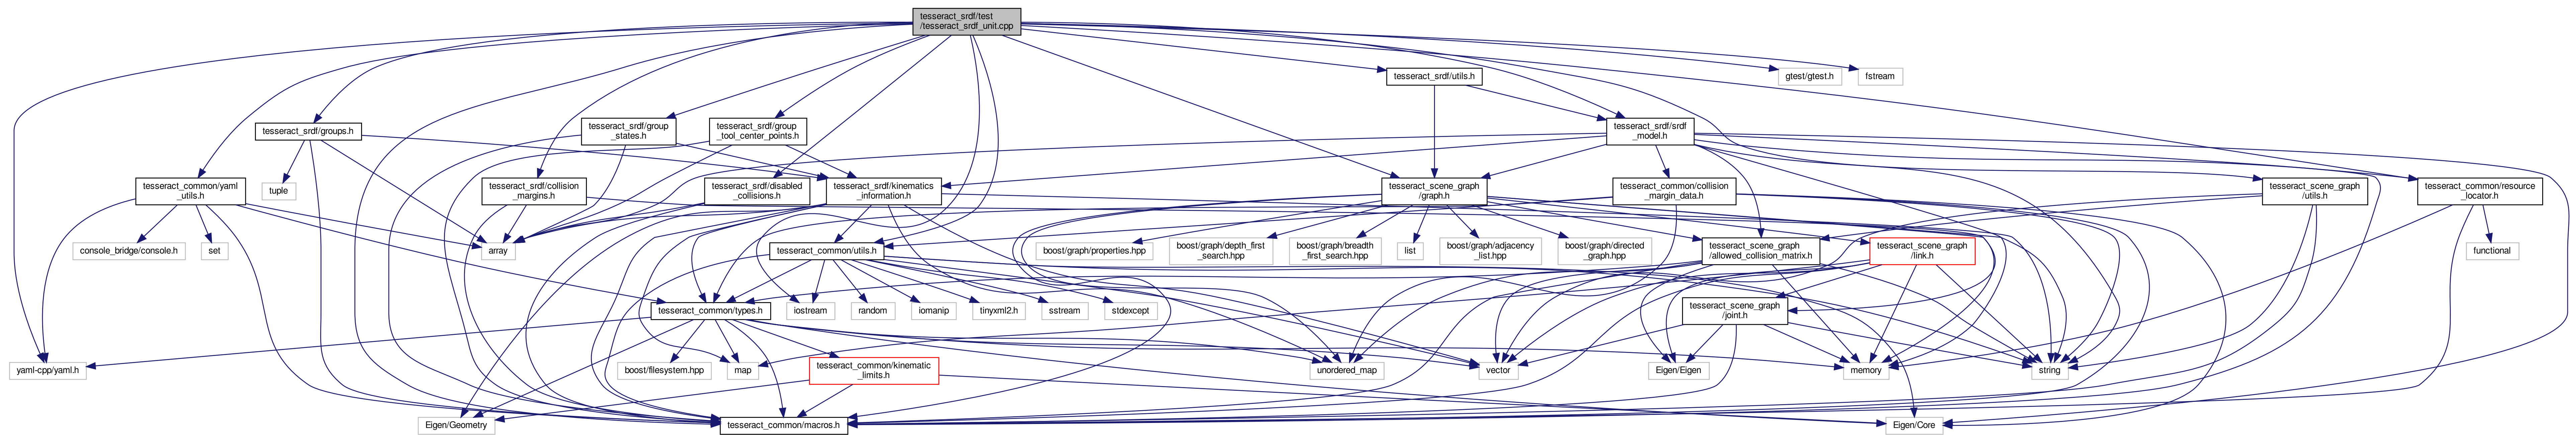 tesseract_srdf/test
/tesseract_srdf_unit.cpp
tesseract_srdf/utils.h
gtest/gtest.h
fstream
tesseract_srdf/groups.h
tesseract_srdf/group
_states.h
tesseract_srdf/group
_tool_center_points.h
tesseract_srdf/srdf
_model.h
tesseract_common/yaml
_utils.h
tuple
tesseract_srdf/collision
_margins.h
tesseract_srdf/disabled
_collisions.h
tesseract_srdf/kinematics
_information.h
tesseract_scene_graph
/graph.h
tesseract_common/collision
_margin_data.h
tesseract_scene_graph
/utils.h
tesseract_common/resource
_locator.h
console_bridge/console.h
set
array
tesseract_common/utils.h
boost/graph/properties.hpp
boost/graph/depth_first
_search.hpp
boost/graph/breadth
_first_search.hpp
list
boost/graph/adjacency
_list.hpp
boost/graph/directed
_graph.hpp
tesseract_scene_graph
/allowed_collision_matrix.h
tesseract_scene_graph
/link.h
functional
tesseract_common/types.h
iostream
random
iomanip
tinyxml2.h
sstream
stdexcept
tesseract_scene_graph
/joint.h
yaml-cpp/yaml.h
boost/filesystem.hpp
map
tesseract_common/kinematic
_limits.h
unordered_map
vector
Eigen/Eigen
memory
string
Eigen/Geometry
tesseract_common/macros.h
Eigen/Core